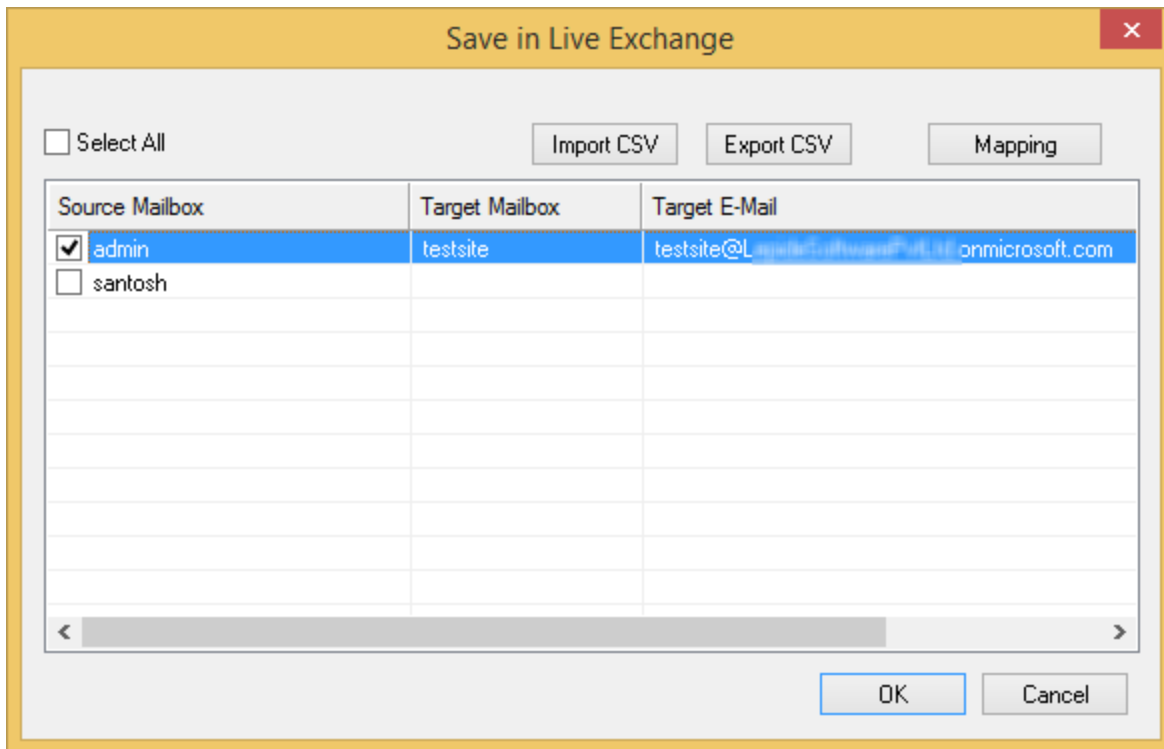 Save in Live Exchange
Select All Import CSV Export CSV Mapping
Source Mailbox Target Mailbox Target E-Mail
admin testsite testsite@L onmicrosoft.com
santosh
OK Cancel